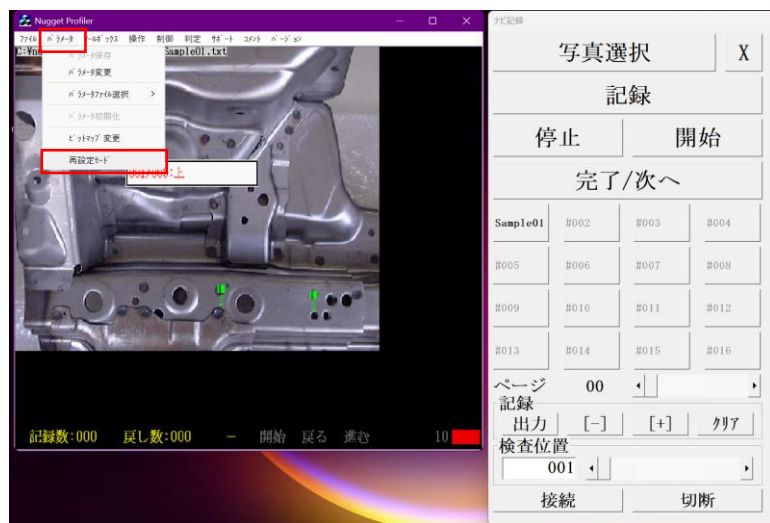 Nugget Profiler
ファイル パラメータ ツールボックス 操作 制御 判定 サポート コメント バージョン
Sample01.txt
パラメータ保存
パラメータ変更
パラメータファイル選択 >
パラメータ初期化
ビットマップ変更
再設定モード
:上
記録数:000 戻し数:000 － 開始 戻る 進む 10
ナビ記録
写真選択 X
記録
停止 開始
完了/次へ
Sample01 #002 #003 #004
#005 #006 #007 #008
#009 #010 #011 #012
#013 #014 #015 #016
ページ 00
記録
出力 [-] [+] クリア
検査位置
001
接続 切断